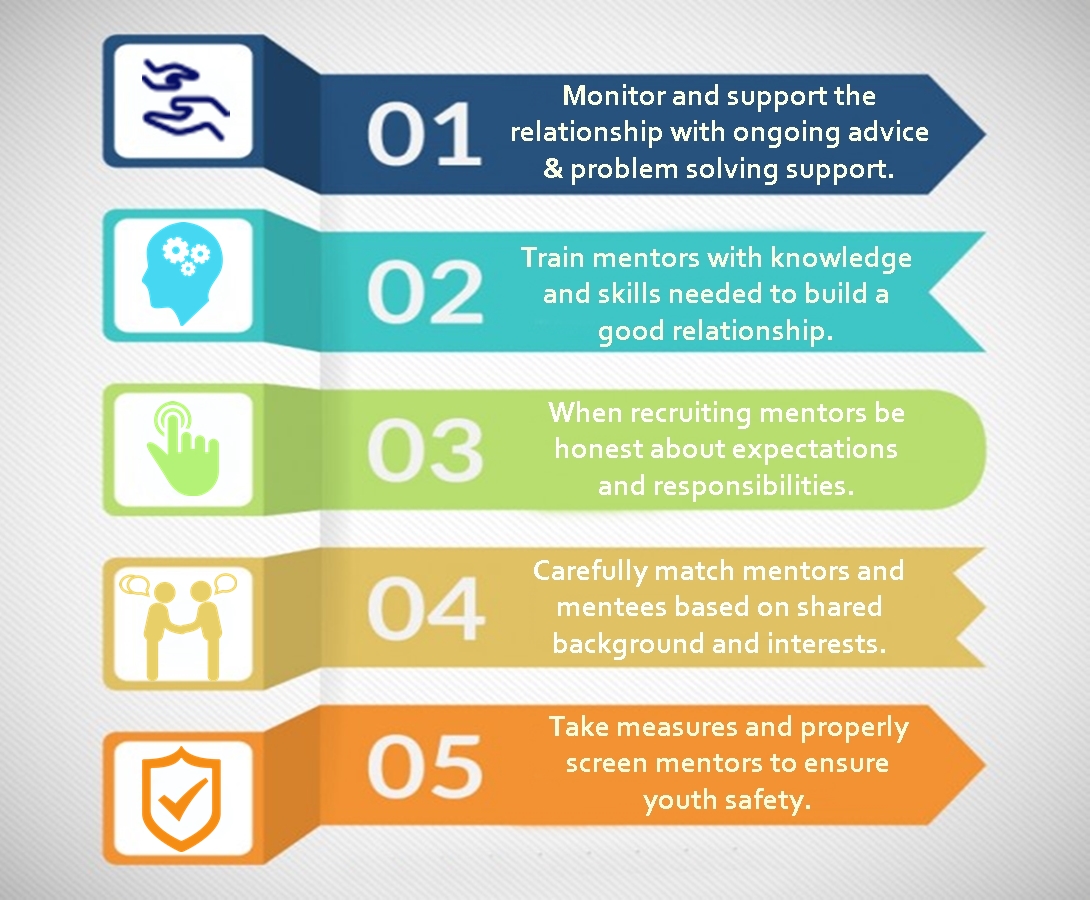 01
Monitor and support the
relationship with ongoing advice
& problem solving support.
02
Train mentors with knowledge
and skills needed to build a
good relationship.
03
When recruiting mentors be
honest about expectations
and responsibilities.
04
Carefully match mentors and
mentees based on shared
background and interests.
05
Take measures and properly
screen mentors to ensure
youth safety.